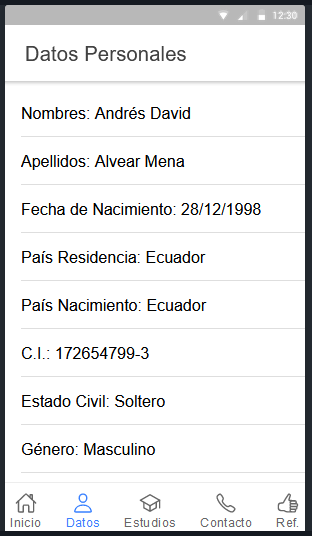 12:30
Datos Personales
Nombres: Andrés David
Apellidos: Alvear Mena
Fecha de Nacimiento: 28/12/1998
País Residencia: Ecuador
País Nacimiento: Ecuador
C.I.: 172654799-3
Estado Civil: Soltero
Género: Masculino
Inicio Datos Estudios Contacto Ref.